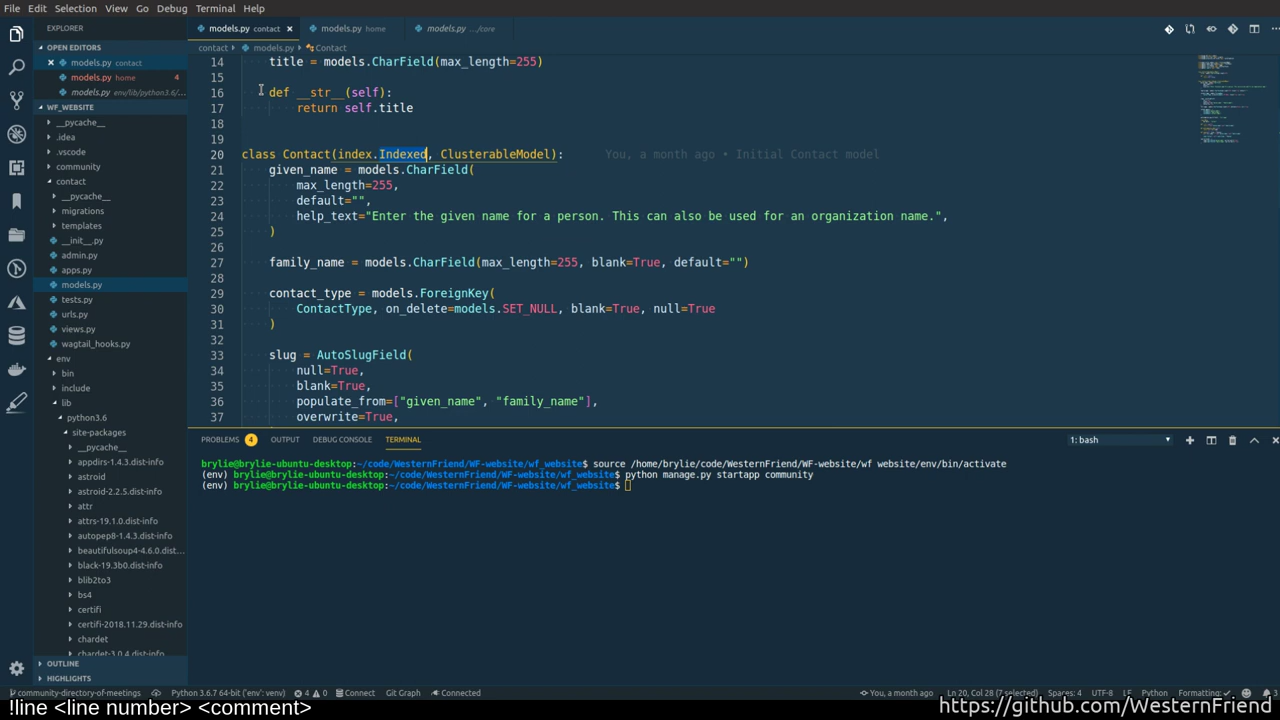 File Edit Selection View Go Debug Terminal Help
EXPLORER
OPEN EDITORS
models.py contact
models.py home 4
models.py env/lib/python3.6/...
WF_WEBSITE
__pycache__
.idea
.vscode
community
contact
__pycache__
migrations
templates
__init__.py
admin.py
apps.py
models.py
tests.py
urls.py
views.py
wagtail_hooks.py
env
bin
include
lib
python3.6
site-packages
__pycache__
appdirs-1.4.3.dist-info
astroid
astroid-2.2.5.dist-info
attr
attrs-19.1.0.dist-info
autopep8-1.4.3.dist-info
beautifulsoup4-4.6.0.dist...
black-19.3b0.dist-info
blib2to3
bs4
certifi
certifi-2018.11.29.dist-info
chardet
chardet-3.0.4.dist-info
OUTLINE
HIGHLIGHTS
models.py contact
models.py home
models.py .../core
contact models.py Contact
14 title = models.CharField(max_length=255)
15
16 def __str__(self):
17 return self.title
18
19
20 class Contact(index.Indexed, ClusterableModel): You, a month ago • Initial Contact model
21 given_name = models.CharField(
22 max_length=255,
23 default="",
24 help_text="Enter the given name for a person. This can also be used for an organization name.",
25 )
26
27 family_name = models.CharField(max_length=255, blank=True, default="")
28
29 contact_type = models.ForeignKey(
30 ContactType, on_delete=models.SET_NULL, blank=True, null=True
31 )
32
33 slug = AutoSlugField(
34 null=True,
35 blank=True,
36 populate_from=["given_name", "family_name"],
37 overwrite=True,
PROBLEMS 4 OUTPUT DEBUG CONSOLE TERMINAL 1: bash
brylie@brylie-ubuntu-desktop:~/code/WesternFriend/WF-website/wf_website$ source /home/brylie/code/WesternFriend/WF-website/wf website/env/bin/activate
(env) brylie@brylie-ubuntu-desktop:~/code/WesternFriend/WF-website/wf_website$ python manage.py startapp community
(env) brylie@brylie-ubuntu-desktop:~/code/WesternFriend/WF-website/wf_website$
community-directory-of-meetings Python 3.6.7 64-bit ('env': venv) 4 0 Connect Git Graph Connected You, a month ago Ln 20, Col 28 (7 selected) Spaces: 4 UTF-8 LF Python Formatting: 3
!line <line number> <comment> https://github.com/WesternFriend